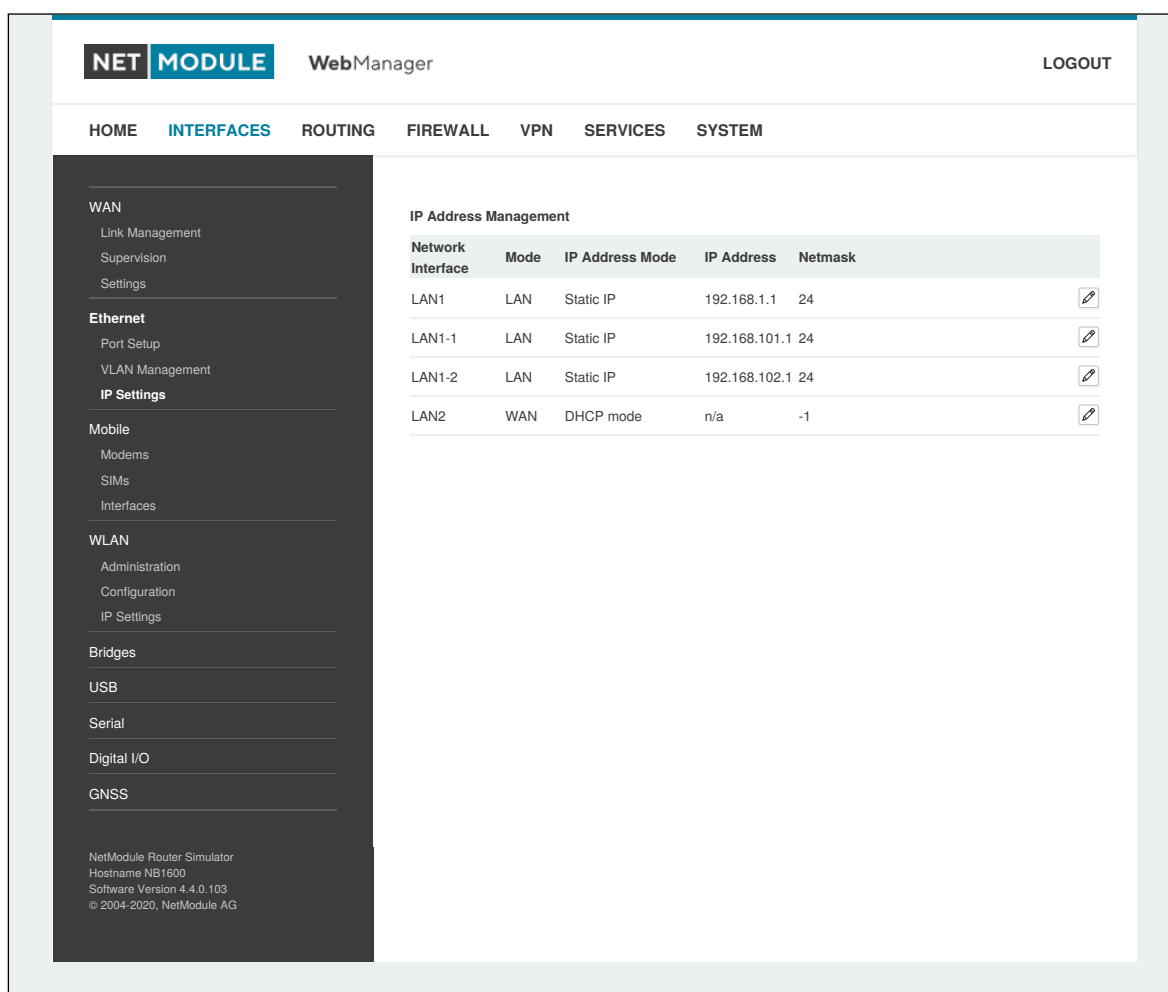 NET MODULE WebManager LOGOUT
HOME INTERFACES ROUTING FIREWALL VPN SERVICES SYSTEM
WAN
Link Management
Supervision
Settings
Ethernet
Port Setup
VLAN Management
IP Settings
Mobile
Modems
SIMs
Interfaces
WLAN
Administration
Configuration
IP Settings
Bridges
USB
Serial
Digital I/O
GNSS
NetModule Router Simulator
Hostname NB1600
Software Version 4.4.0.103
© 2004-2020, NetModule AG
IP Address Management
Network Interface Mode IP Address Mode IP Address Netmask
LAN1 LAN Static IP 192.168.1.1 24
LAN1-1 LAN Static IP 192.168.101.1 24
LAN1-2 LAN Static IP 192.168.102.1 24
LAN2 WAN DHCP mode n/a -1